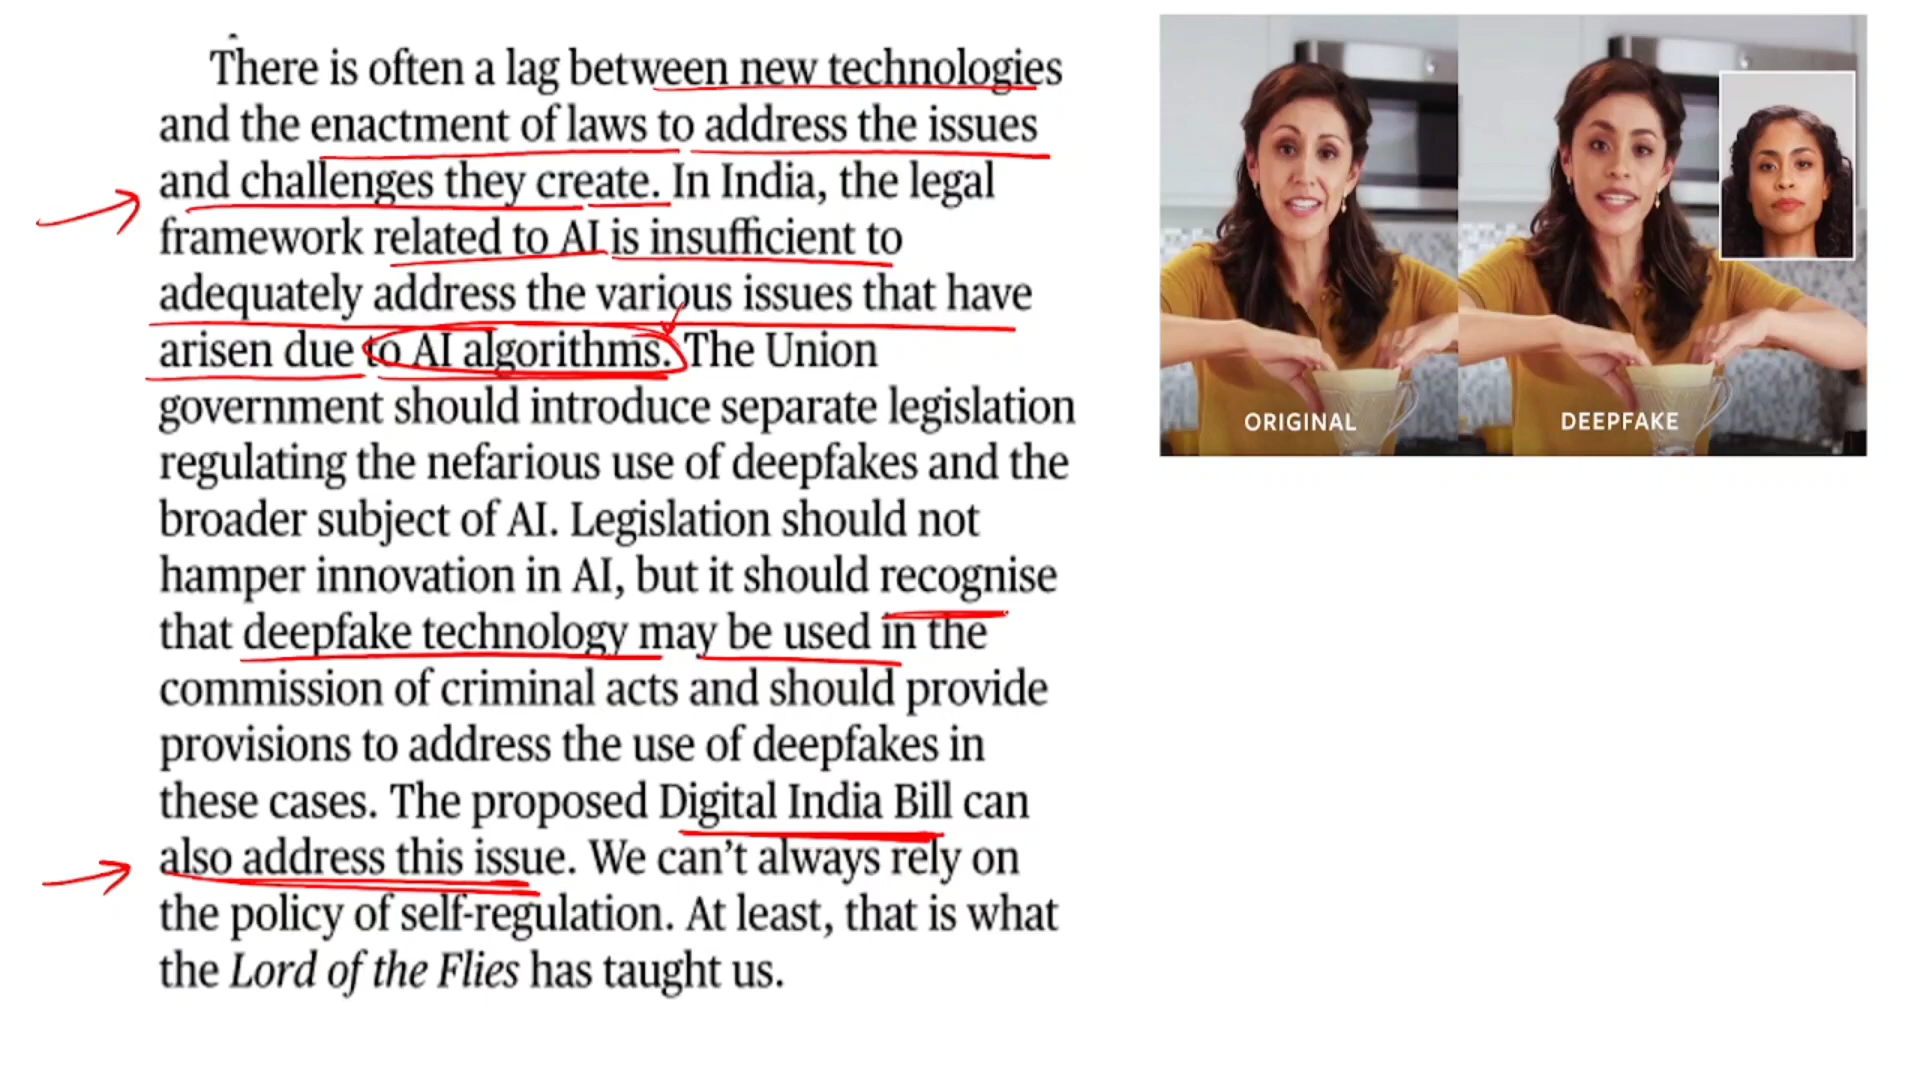 There is often a lag between new technologies
and the enactment of laws to address the issues
and challenges they create. In India, the legal
framework related to AI is insufficient to
adequately address the various issues that have
arisen due to AI algorithms. The Union
government should introduce separate legislation
regulating the nefarious use of deepfakes and the
broader subject of AI. Legislation should not
hamper innovation in AI, but it should recognise
that deepfake technology may be used in the
commission of criminal acts and should provide
provisions to address the use of deepfakes in
these cases. The proposed Digital India Bill can
also address this issue. We can’t always rely on
the policy of self-regulation. At least, that is what
the Lord of the Flies has taught us.
ORIGINAL
DEEPFAKE